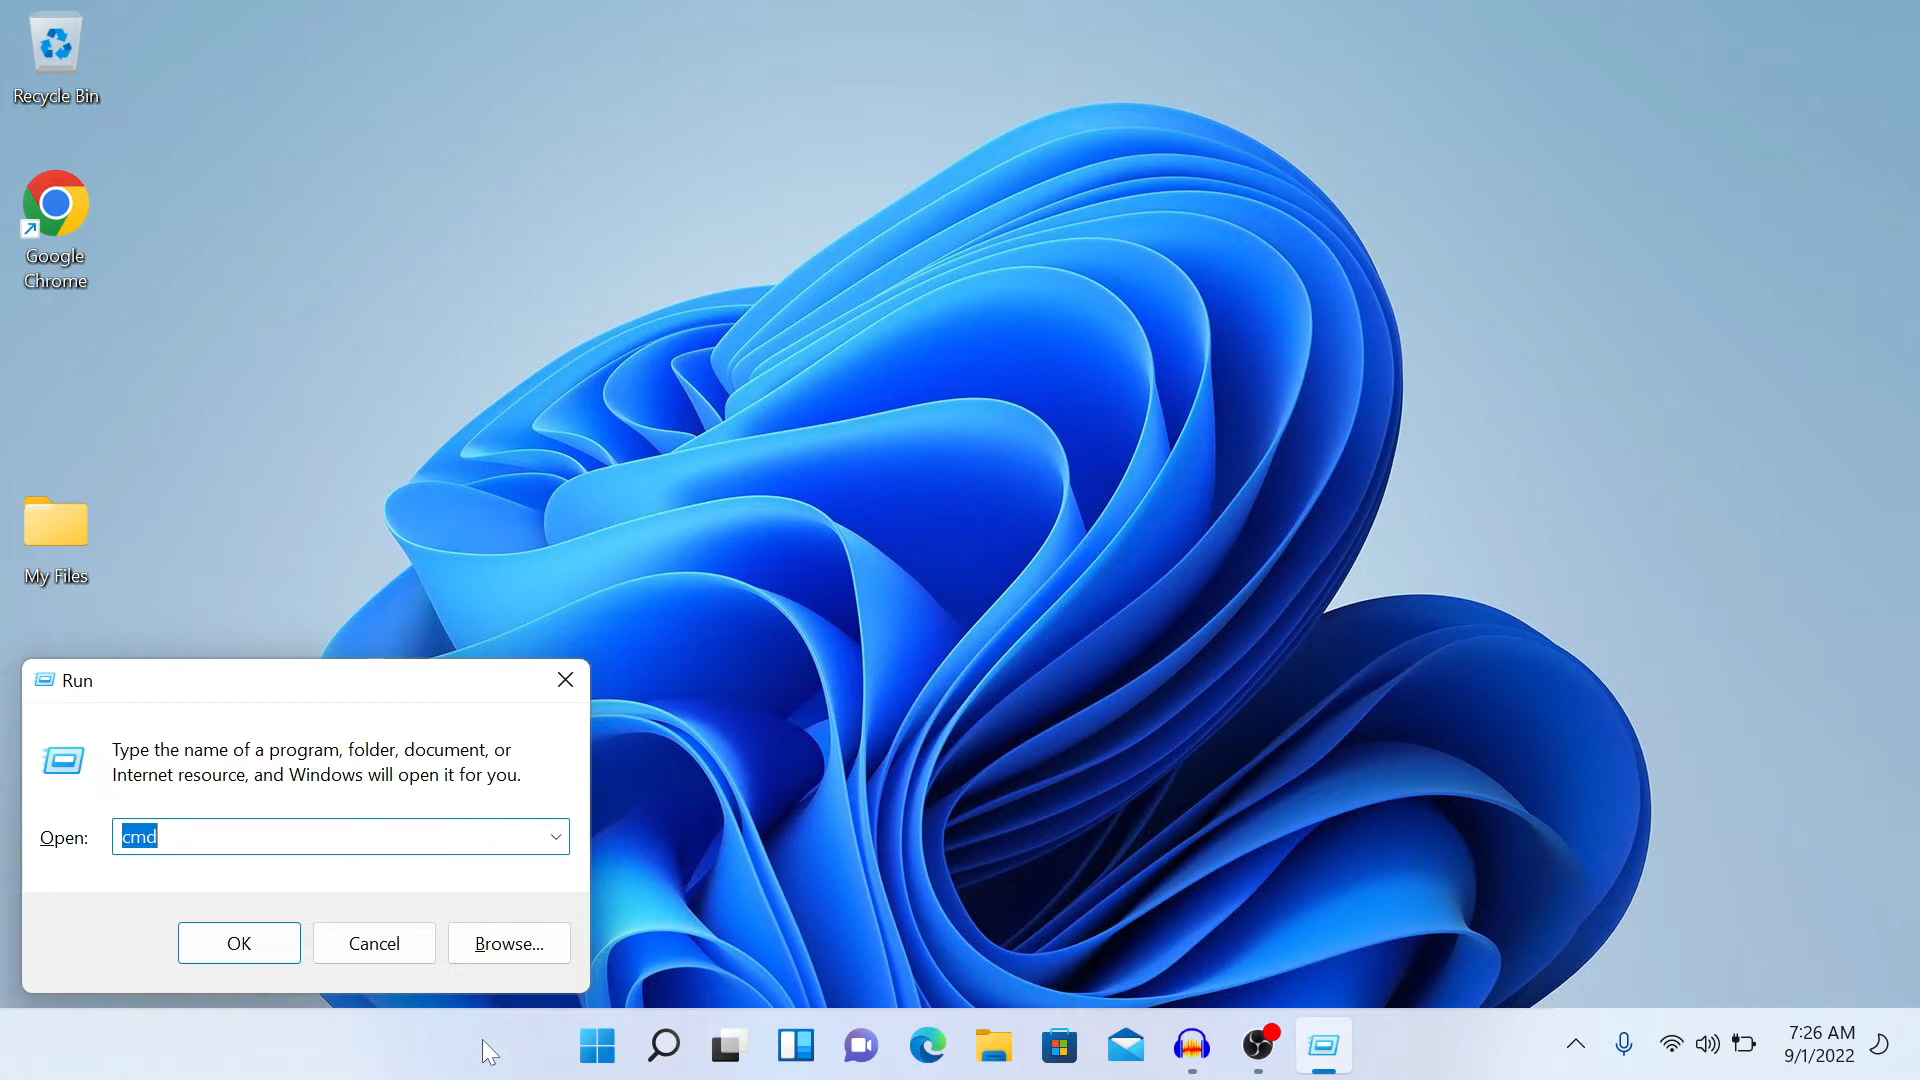 Recycle Bin
Google
Chrome
My Files
Run
Type the name of a program, folder, document, or
Internet resource, and Windows will open it for you.
Open:
cmd
OK
Cancel
Browse...
7:26 AM
9/1/2022